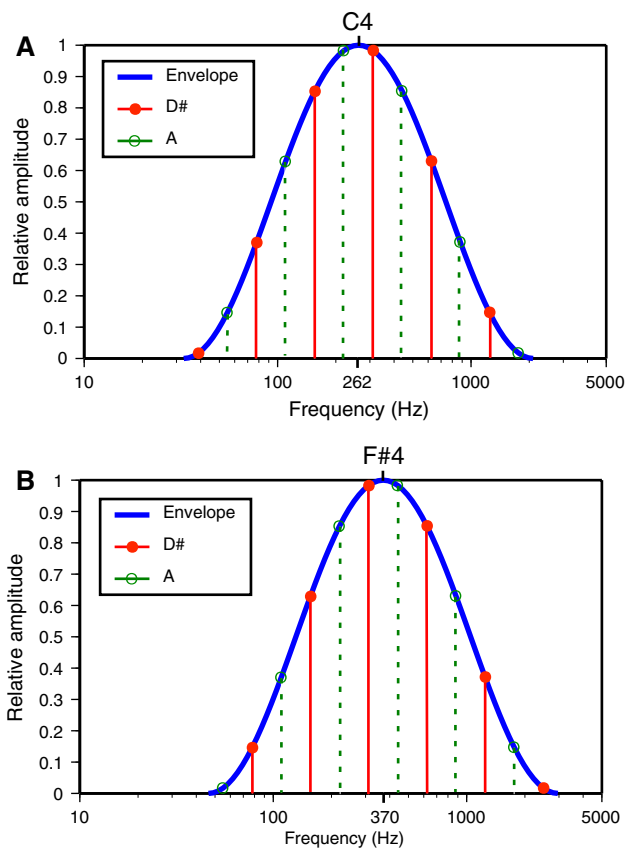 C4
A
1
0.9
0.8
0.7
0.6
0.5
0.4
0.3
0.2
0.1
0
Relative amplitude
Envelope
D#
A
10 100 262 1000 5000
Frequency (Hz)
F#4
B
1
0.9
0.8
0.7
0.6
0.5
0.4
0.3
0.2
0.1
0
Relative amplitude
Envelope
D#
A
10 100 370 1000 5000
Frequency (Hz)